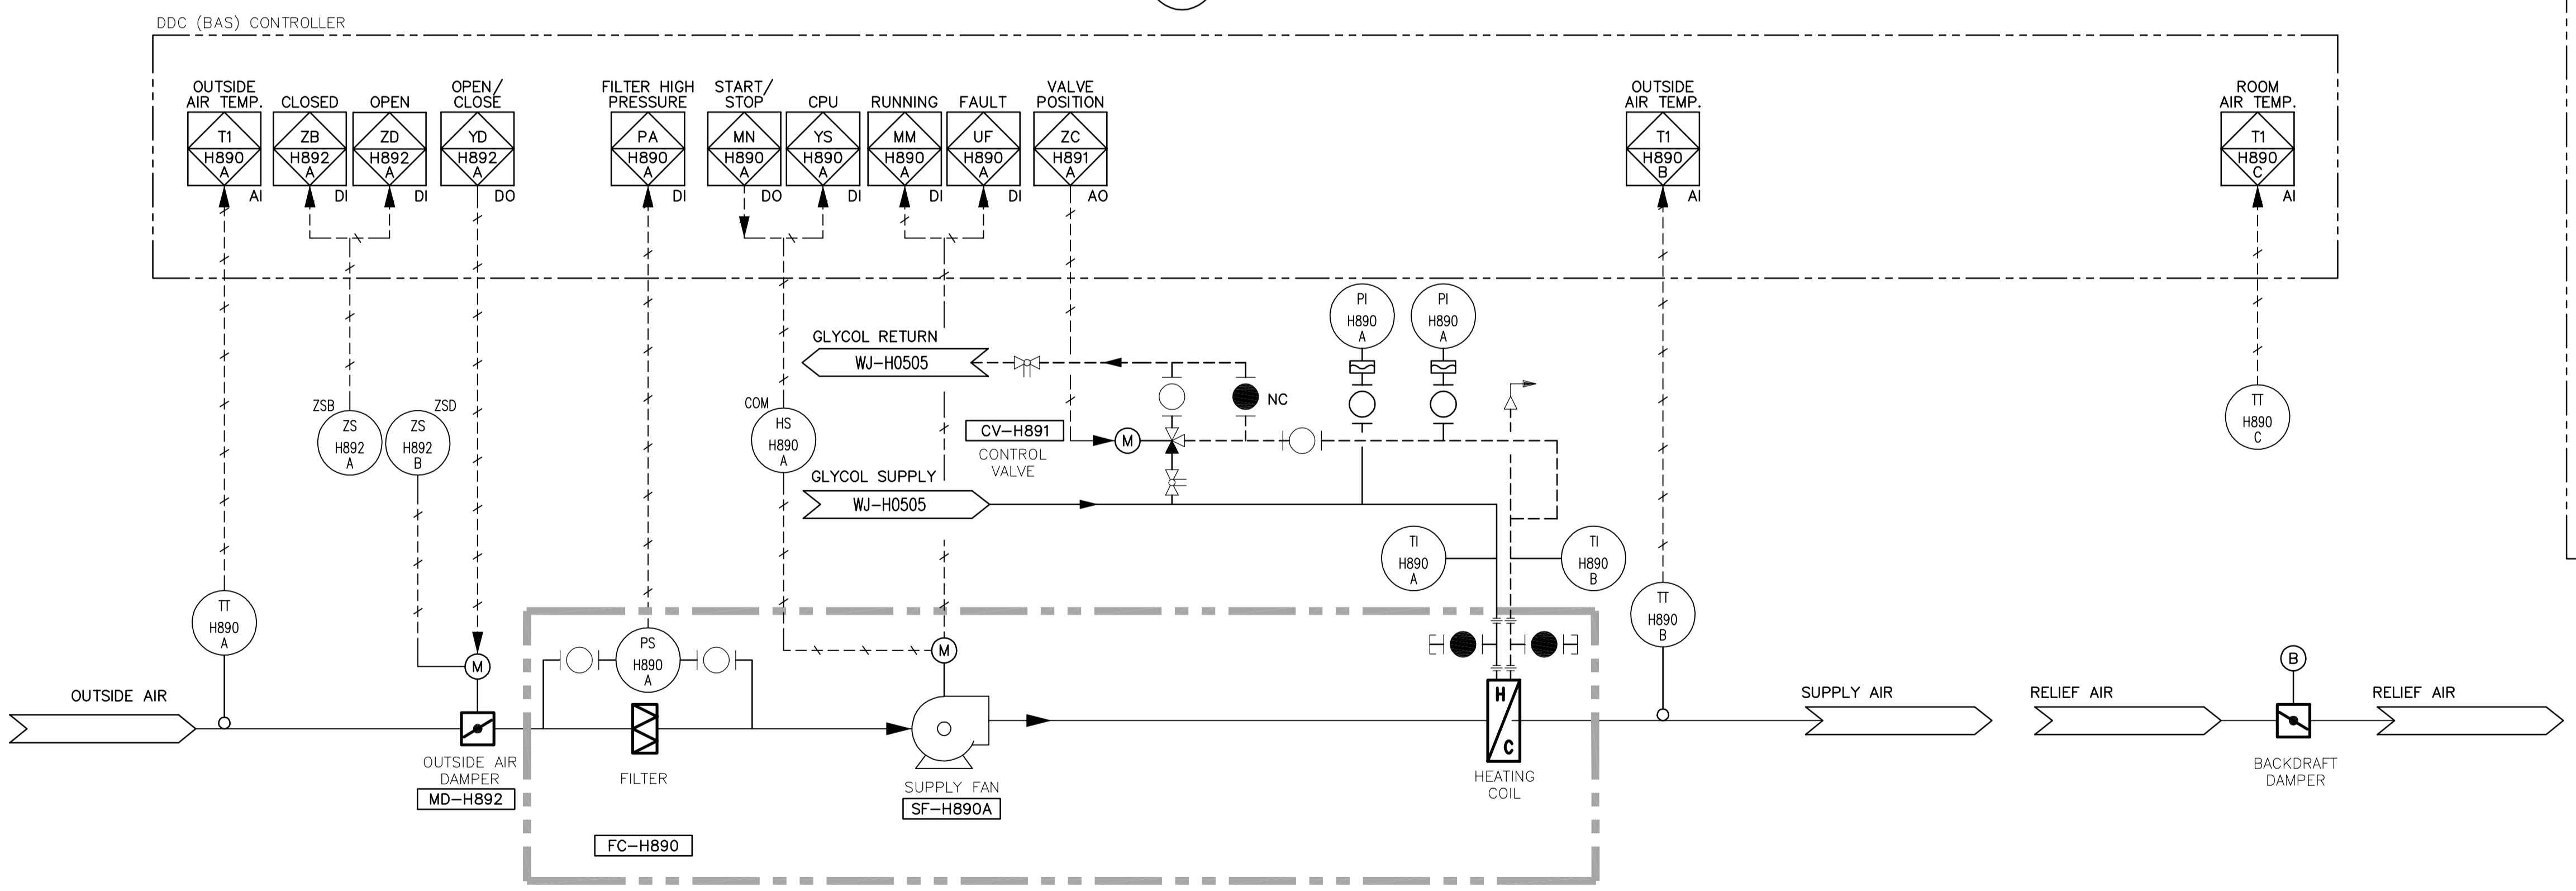 DDC (BAS) CONTROLLER
OUTSIDE
AIR TEMP.
T1
H890
A
AI
CLOSED
ZB
H892
A
DI
OPEN
ZD
H892
A
DI
OPEN/
CLOSE
YD
H892
A
DO
FILTER HIGH
PRESSURE
PA
H890
A
DI
START/
STOP
MN
H890
A
DO
CPU
YS
H890
A
DI
RUNNING
MM
H890
A
DI
FAULT
UF
H890
A
DI
VALVE
POSITION
ZC
H891
A
AO
OUTSIDE
AIR TEMP.
T1
H890
B
AI
ROOM
AIR TEMP.
T1
H890
C
AI
PI
H890
A
PI
H890
A
GLYCOL RETURN
WJ-H0505
NC
ZSB
ZS
H892
A
ZSD
ZS
H892
B
COM
HS
H890
A
CV-H891
CONTROL
VALVE
M
TT
H890
C
GLYCOL SUPPLY
WJ-H0505
TI
H890
A
TI
H890
B
TT
H890
A
M
PS
H890
A
M
TT
H890
B
B
OUTSIDE AIR
OUTSIDE AIR
DAMPER
MD-H892
FILTER
SUPPLY FAN
SF-H890A
H
C
HEATING
COIL
SUPPLY AIR
RELIEF AIR
RELIEF AIR
BACKDRAFT
DAMPER
FC-H890